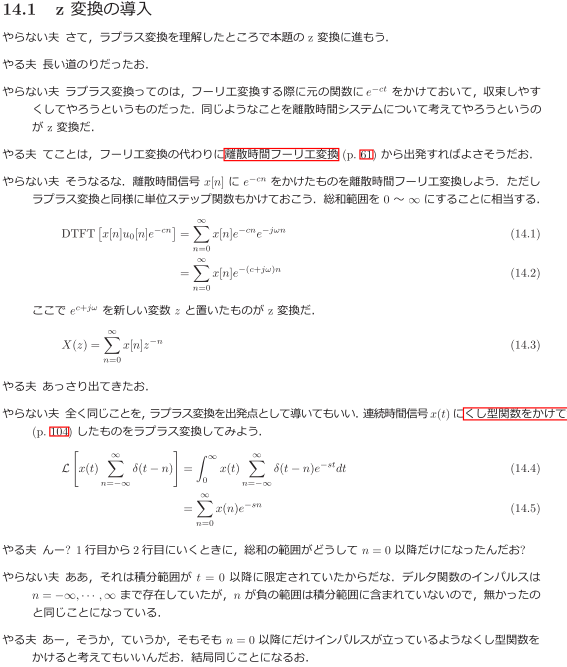 14.1 z 変換の導入
やらない夫 さて，ラプラス変換を理解したところで本題の z 変換に進もう．
やる夫 長い道のりだったお．
やらない夫 ラプラス変換ってのは，フーリエ変換する際に元の関数に e^{-ct} をかけておいて，収束しやす
くしてやろうというものだった．同じようなことを離散時間システムについて考えてやろうというの
が z 変換だ．
やる夫 てことは，フーリエ変換の代わりに離散時間フーリエ変換 (p. 61) から出発すればよさそうだお．
やらない夫 そうなるな．離散時間信号 x[n] に e^{-cn} をかけたものを離散時間フーリエ変換しよう．ただし
ラプラス変換と同様に単位ステップ関数もかけておこう．総和範囲を 0 ～ ∞ にすることに相当する．
DTFT [x[n]u_0[n]e^{-cn}] = \sum_{n=0}^{∞} x[n]e^{-cn}e^{-jωn} (14.1)
= \sum_{n=0}^{∞} x[n]e^{-(c+jω)n} (14.2)
ここで e^{c+jω} を新しい変数 z と置いたものが z 変換だ．
X(z) = \sum_{n=0}^{∞} x[n]z^{-n} (14.3)
やる夫 あっさり出てきたお．
やらない夫 全く同じことを，ラプラス変換を出発点として導いてもいい．連続時間信号 x(t) にくし型関数をかけて
(p. 104) したものをラプラス変換してみよう．
ℒ [x(t) \sum_{n=-∞}^{∞} δ(t − n)] = \int_{0}^{∞} x(t) \sum_{n=-∞}^{∞} δ(t − n)e^{-st}dt (14.4)
= \sum_{n=0}^{∞} x(n)e^{-sn} (14.5)
やる夫 んー? 1 行目から 2 行目にいくときに，総和の範囲がどうして n = 0 以降だけになったんだお?
やらない夫 ああ，それは積分範囲が t = 0 以降に限定されていたからだな．デルタ関数のインパルスは
n = −∞, ⋯ , ∞ まで存在していたが，n が負の範囲は積分範囲に含まれていないので，無かったの
と同じことになっている．
やる夫 あー，そうか，ていうか，そもそも n = 0 以降にだけインパルスが立っているようなくし型関数を
かけると考えてもいいんだお．結局同じことになるお．